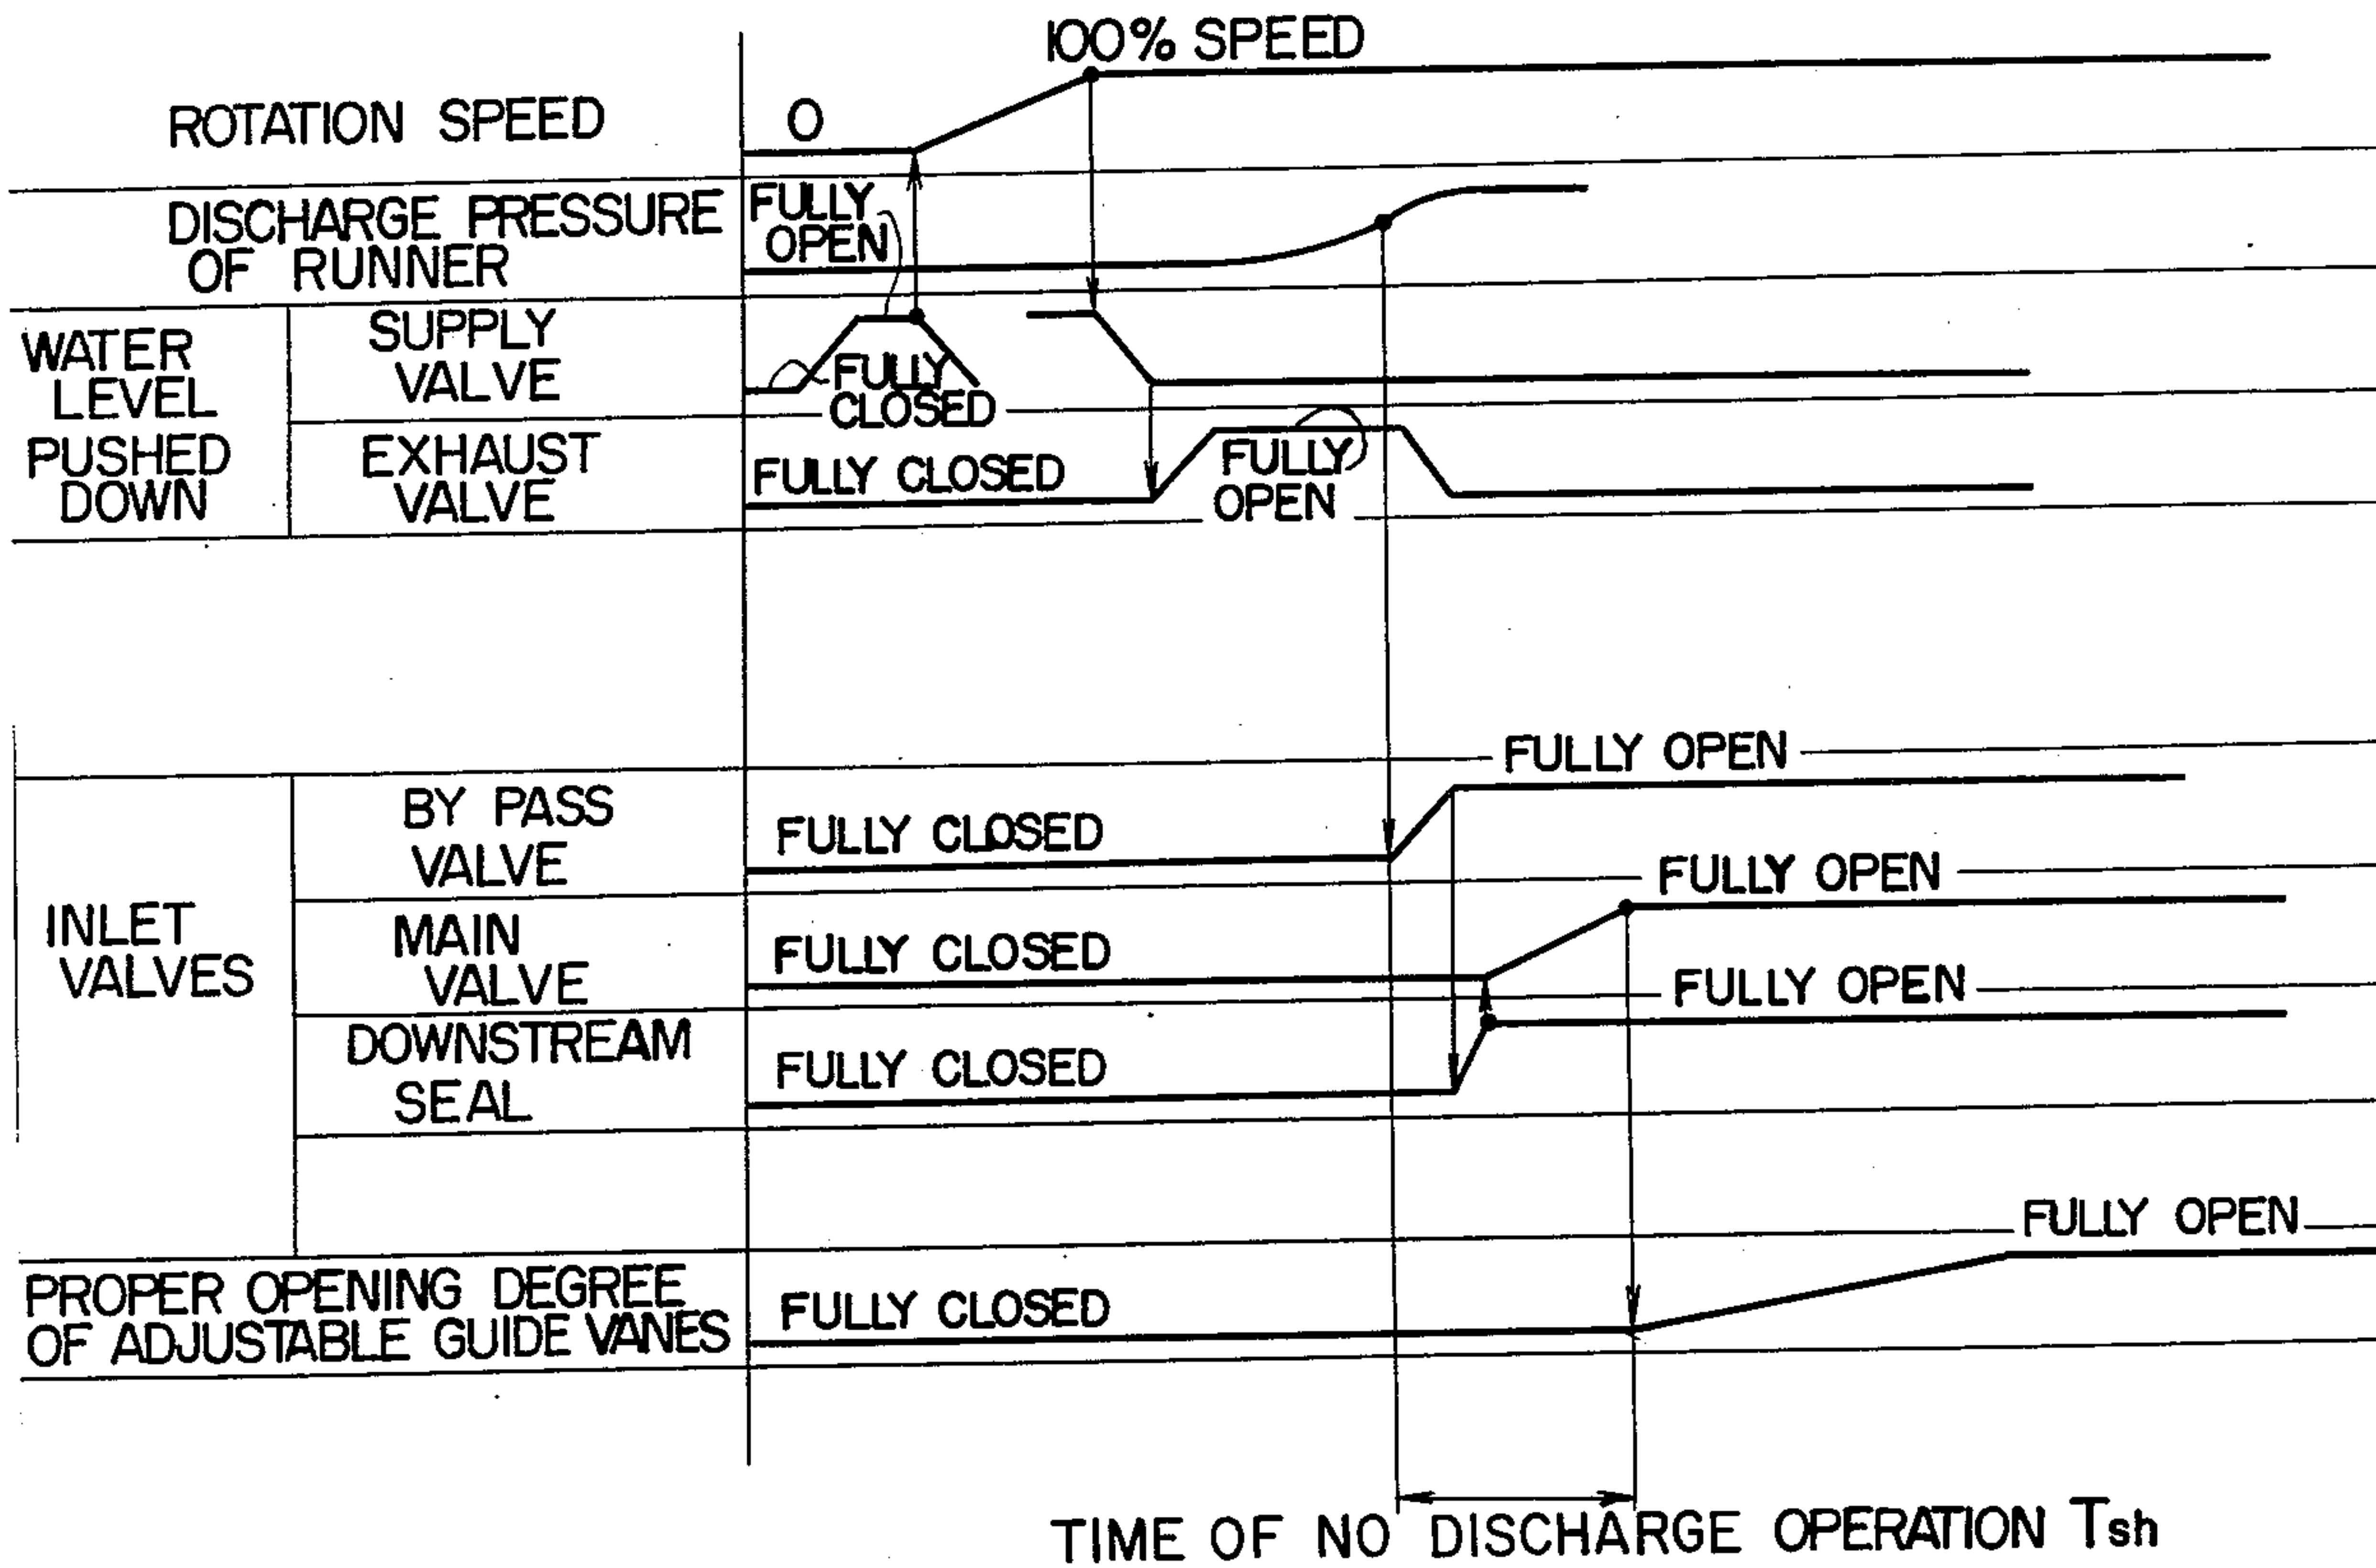 100% SPEED
ROTATION SPEED
0
DISCHARGE PRESSURE
OF RUNNER
FULLY
OPEN
WATER
LEVEL
PUSHED
DOWN
SUPPLY
VALVE
FULLY
CLOSED
EXHAUST
VALVE
FULLY CLOSED
FULLY
OPEN
INLET
VALVES
BY PASS
VALVE
FULLY CLOSED
FULLY OPEN
MAIN
VALVE
FULLY CLOSED
FULLY OPEN
DOWNSTREAM
SEAL
FULLY CLOSED
FULLY OPEN
PROPER OPENING DEGREE
OF ADJUSTABLE GUIDE VANES
FULLY CLOSED
FULLY OPEN
TIME OF NO DISCHARGE OPERATION Tsh